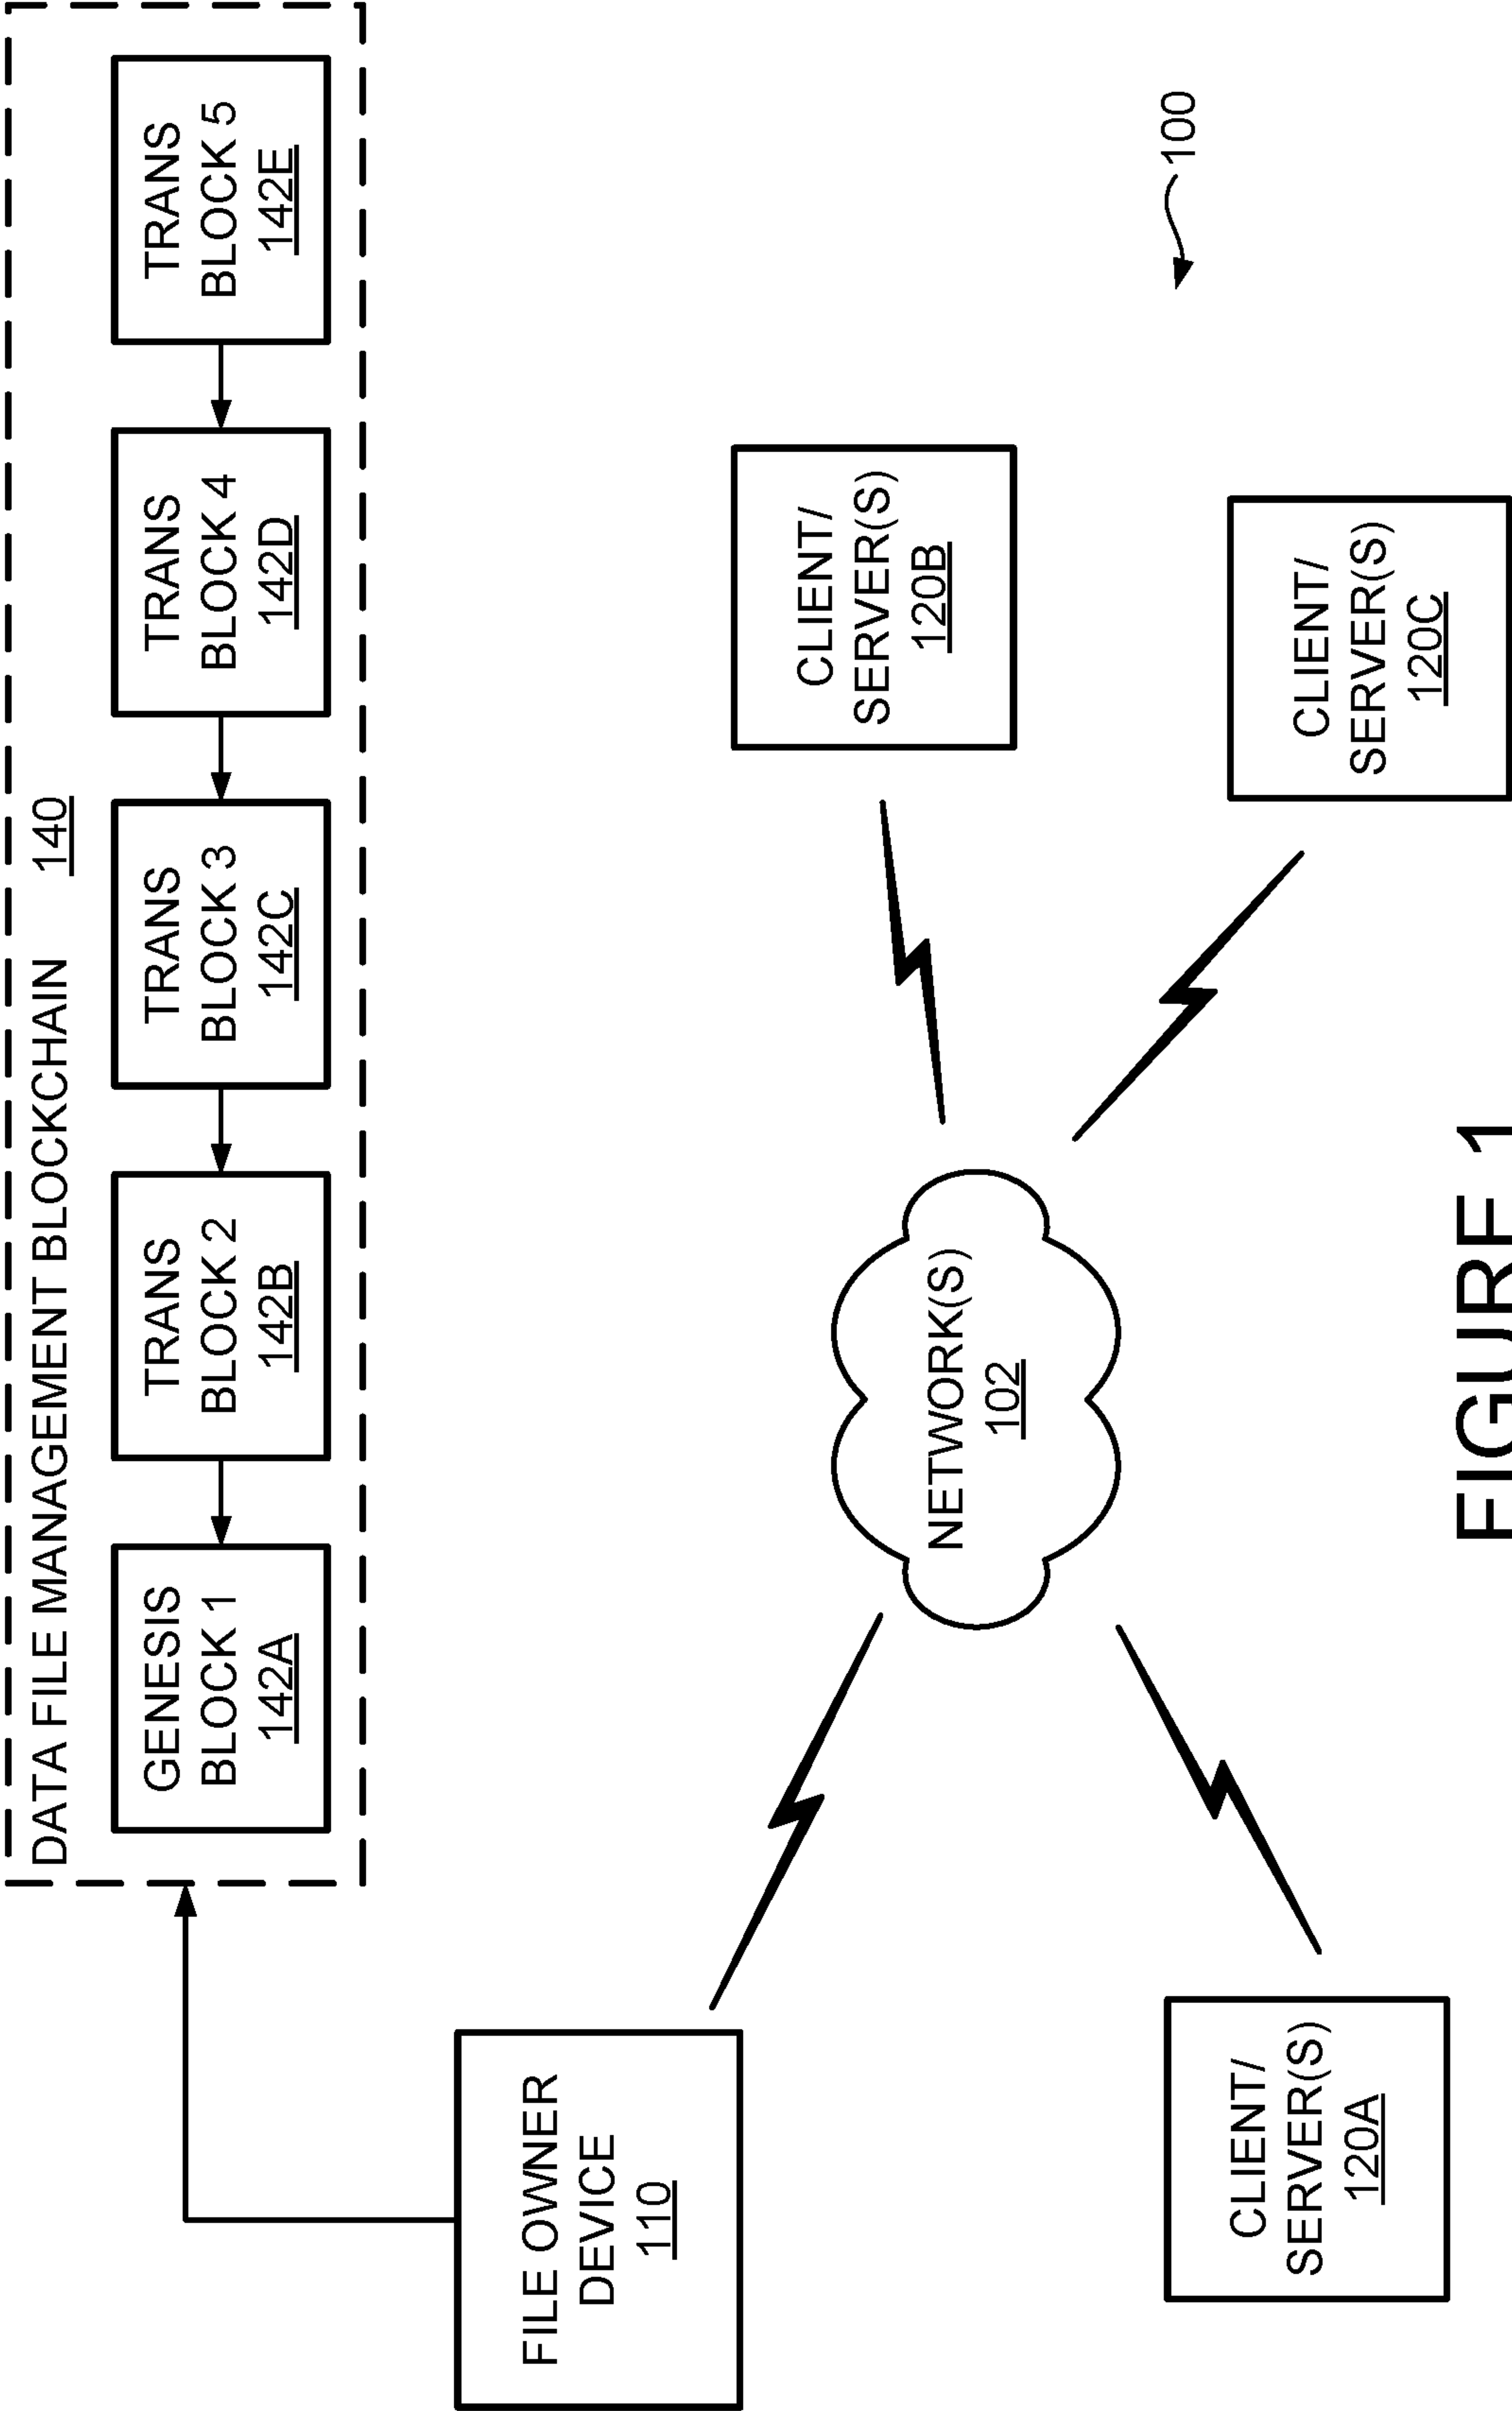 DATA FILE MANAGEMENT BLOCKCHAIN 140
GENESIS
BLOCK 1
142A
TRANS
BLOCK 2
142B
TRANS
BLOCK 3
142C
TRANS
BLOCK 4
142D
TRANS
BLOCK 5
142E
FILE OWNER
DEVICE
110
NETWORK(S)
102
CLIENT/
SERVER(S)
120B
CLIENT/
SERVER(S)
120A
CLIENT/
SERVER(S)
120C
100
FIGURE 1